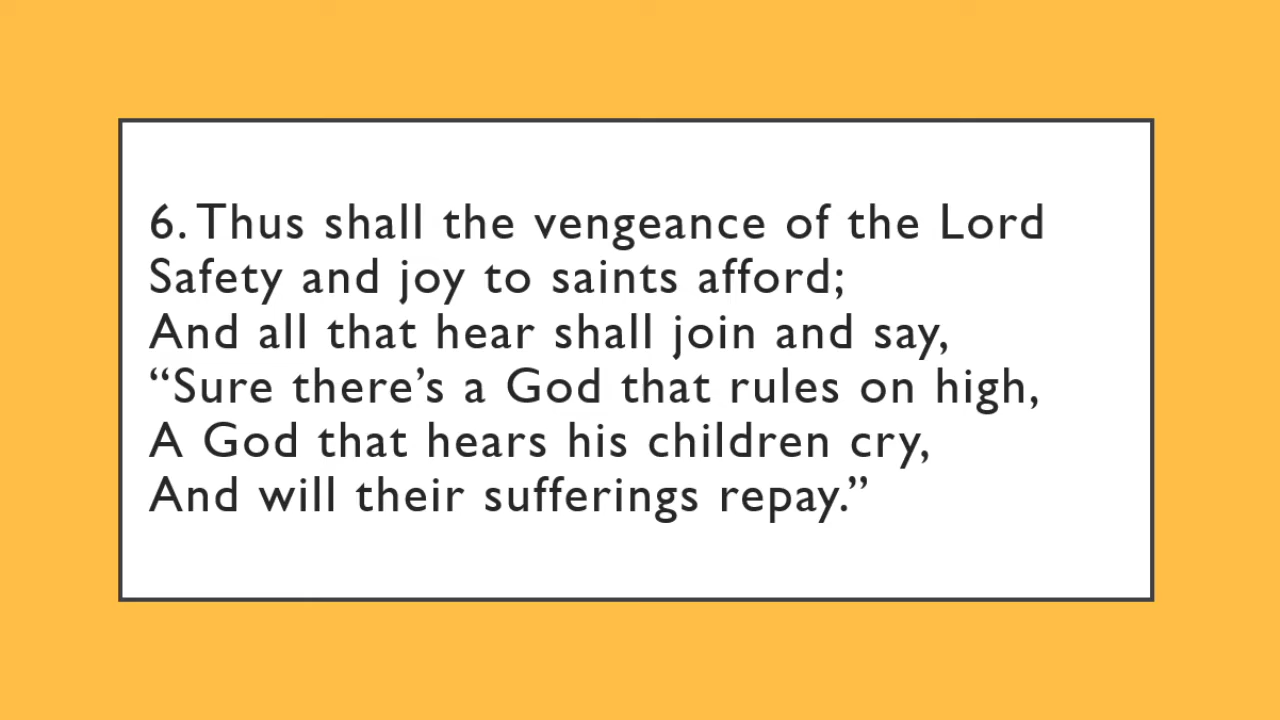 6. Thus shall the vengeance of the Lord
Safety and joy to saints afford;
And all that hear shall join and say,
“Sure there’s a God that rules on high,
A God that hears his children cry,
And will their sufferings repay.”